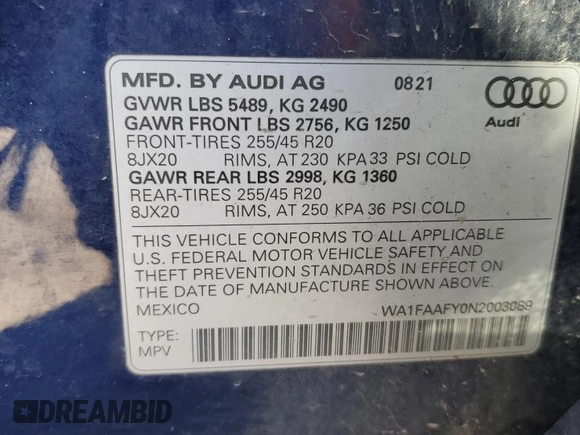 MFD. BY AUDI AG 08 21
GVWR LBS 5489, KG 2490
GAWR FRONT LBS 2756, KG 1250
FRONT-TIRES 255/45 R20
8JX20 RIMS, AT 230 KPA 33 PSI COLD
GAWR REAR LBS 2998, KG 1360
REAR-TIRES 255/45 R20
8JX20 RIMS, AT 250 KPA 36 PSI COLD
Audi
THIS VEHICLE CONFORMS TO ALL APPLICABLE
U.S. FEDERAL MOTOR VEHICLE SAFETY AND
THEFT PREVENTION STANDARDS IN EFFECT ON
THE DATE OF MANUFACTURE SHOWN ABOVE.
MEXICO WA1FAAFY0N2003089
TYPE:
MPV
DREAMBID